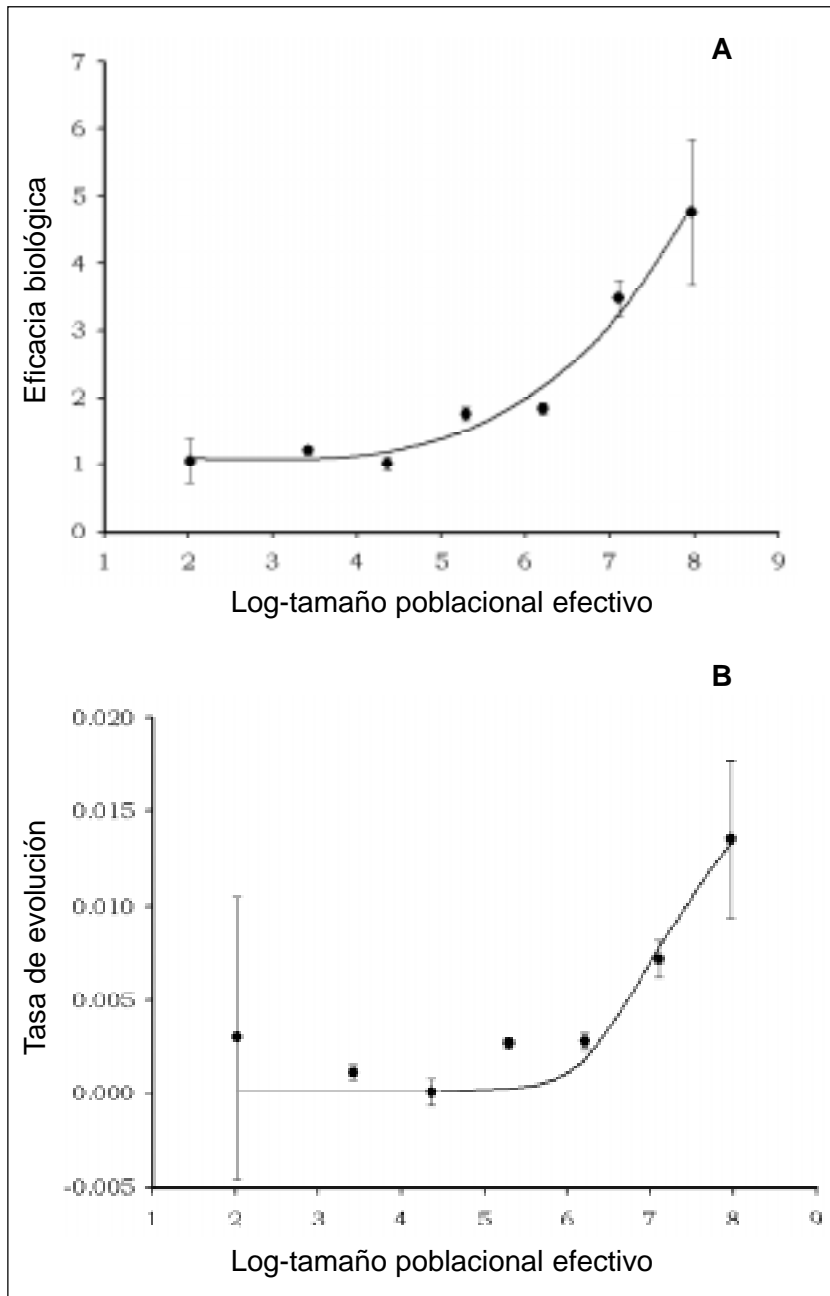 A
7
6
5
4
3
2
1
0
Eficacia biológica
1 2 3 4 5 6 7 8 9
Log-tamaño poblacional efectivo
B
0.020
0.015
0.010
0.005
0.000
-0.005
Tasa de evolución
1 2 3 4 5 6 7 8 9
Log-tamaño poblacional efectivo